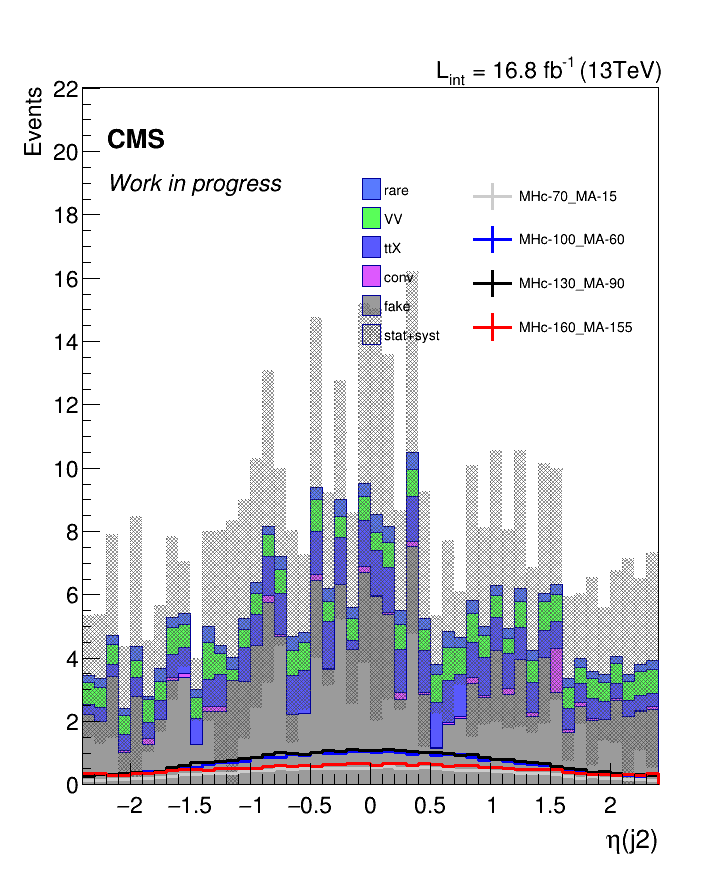 L_int = 16.8 fb^-1 (13TeV)
Events
22
20
18
16
14
12
10
8
6
4
2
0
CMS
Work in progress
rare
VV
ttX
conv
fake
stat+syst
MHc-70_MA-15
MHc-100_MA-60
MHc-130_MA-90
MHc-160_MA-155
−2 −1.5 −1 −0.5 0 0.5 1 1.5 2
η(j2)